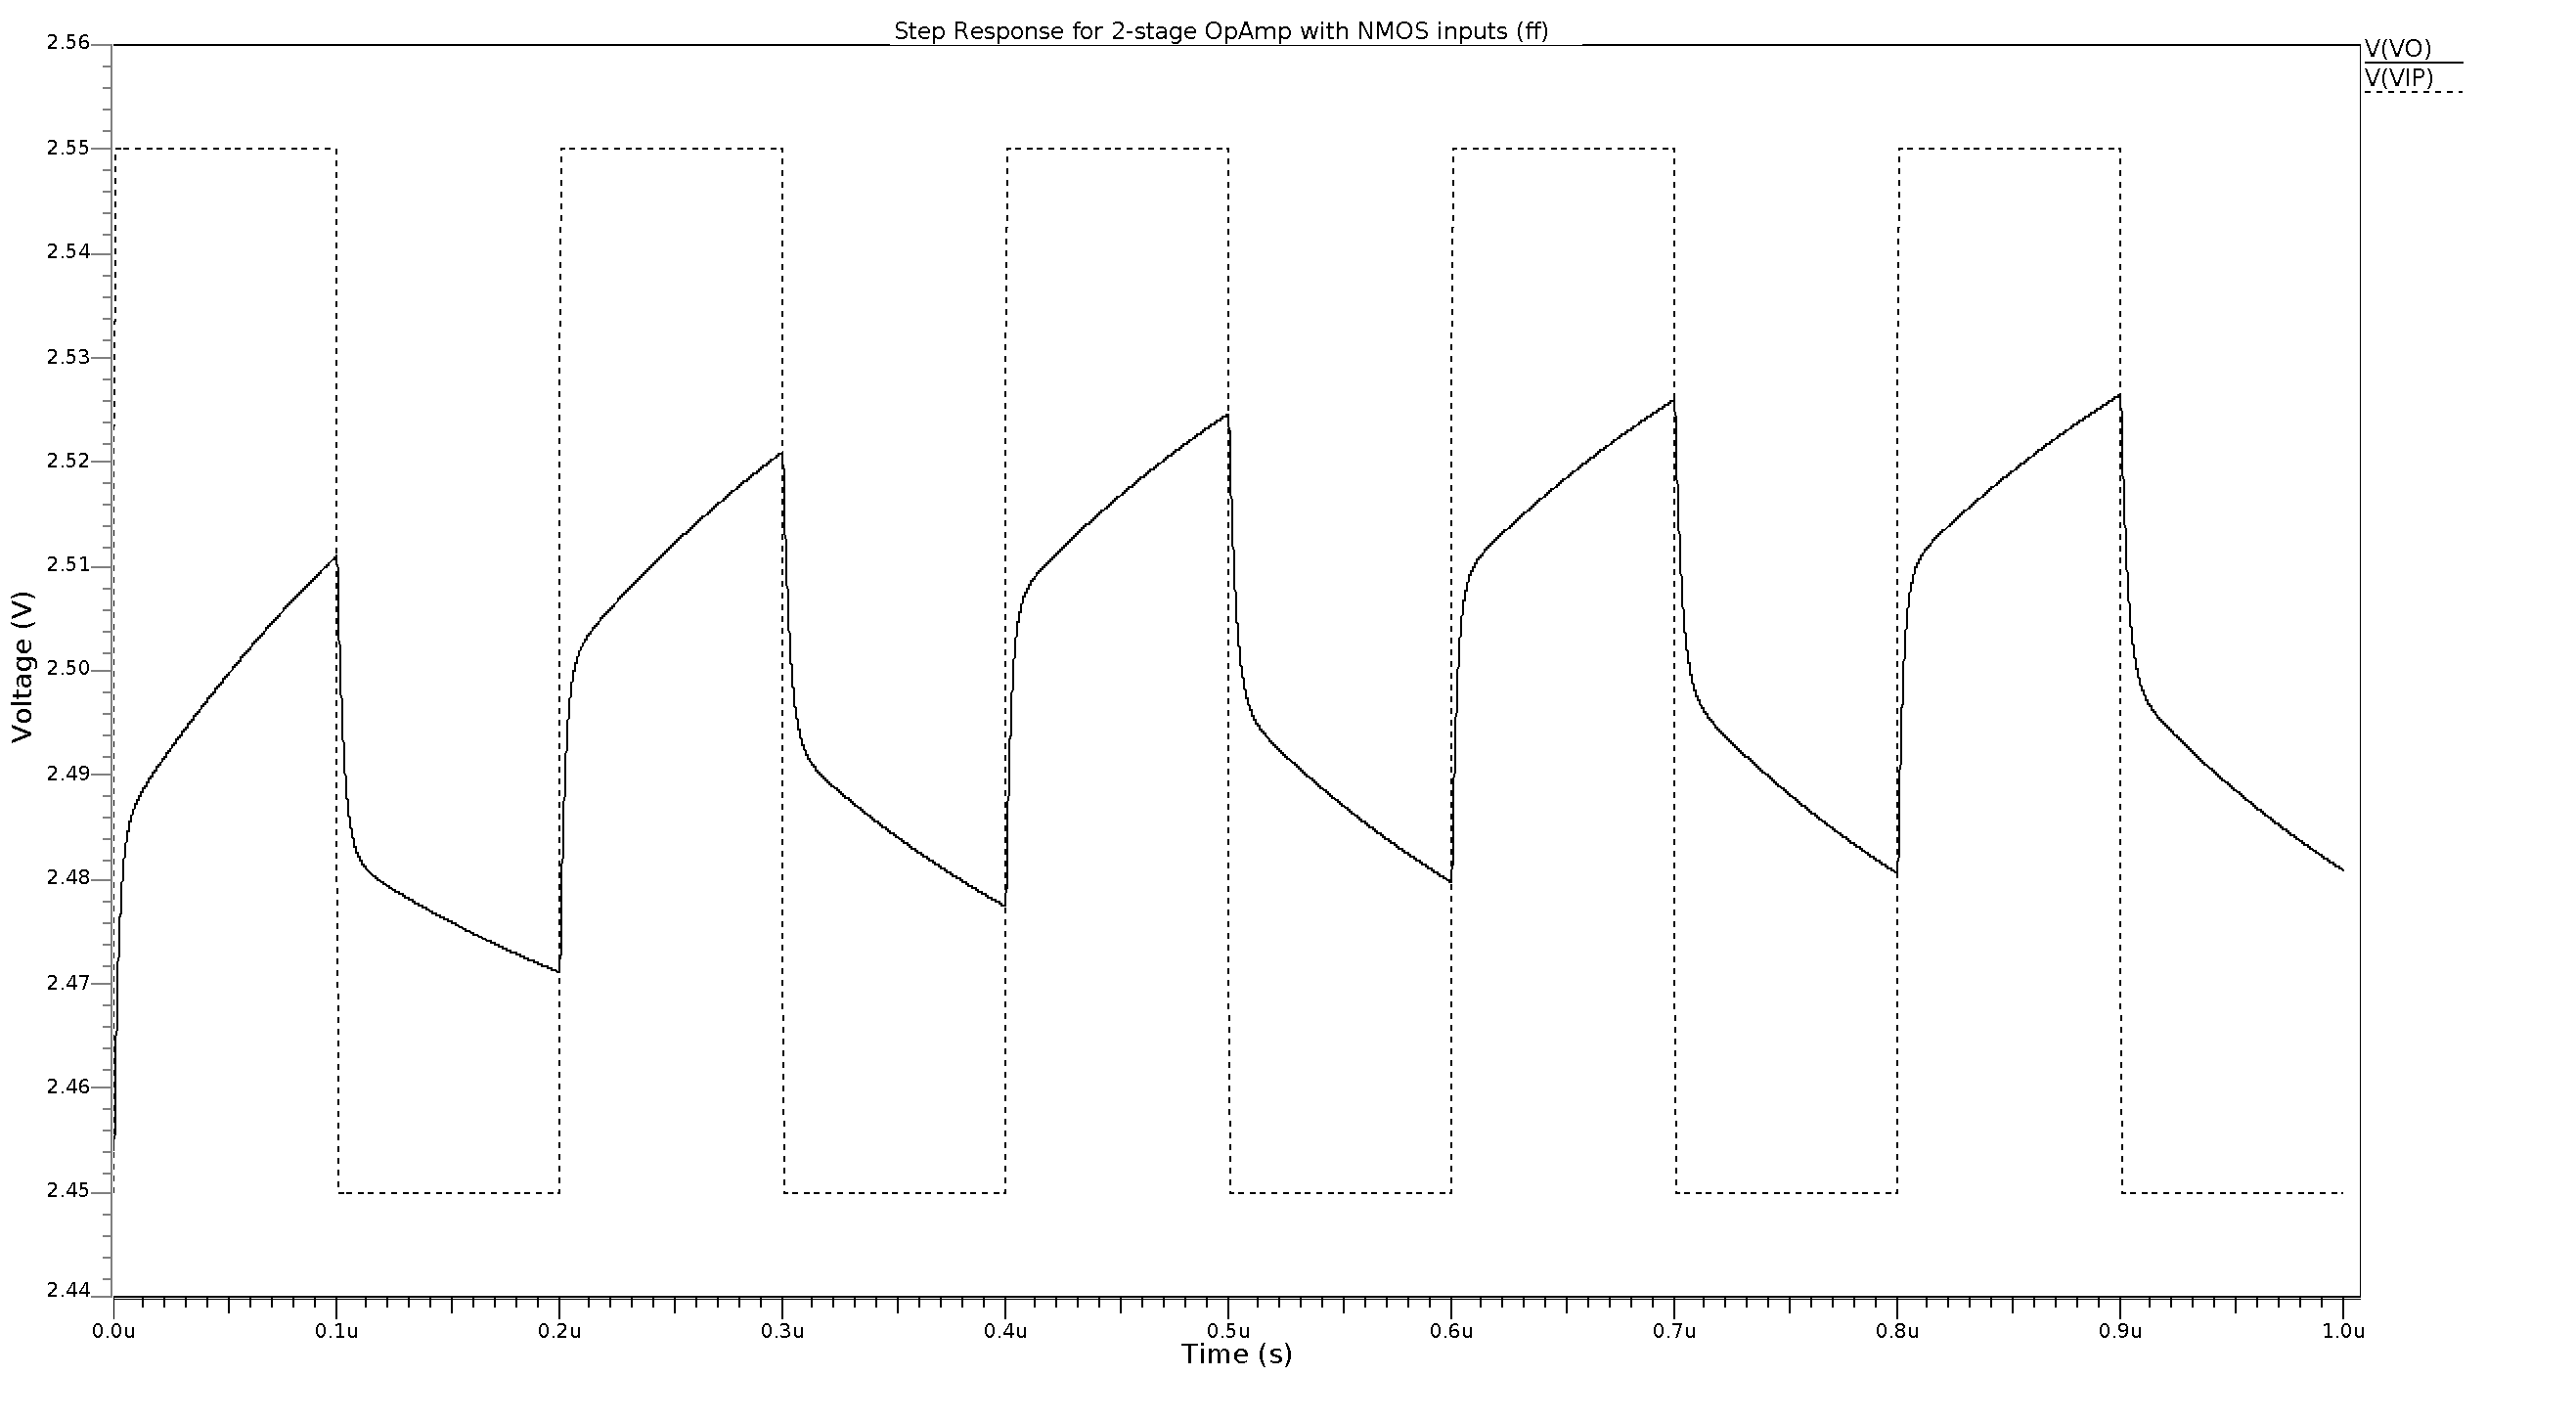 Step Response for 2-stage OpAmp with NMOS inputs (ff)
V(VO)
V(VIP)
2.56
2.55
2.54
2.53
2.52
2.51
2.50
2.49
2.48
2.47
2.46
2.45
2.44
Voltage (V)
0.0u 0.1u 0.2u 0.3u 0.4u 0.5u 0.6u 0.7u 0.8u 0.9u 1.0u
Time (s)